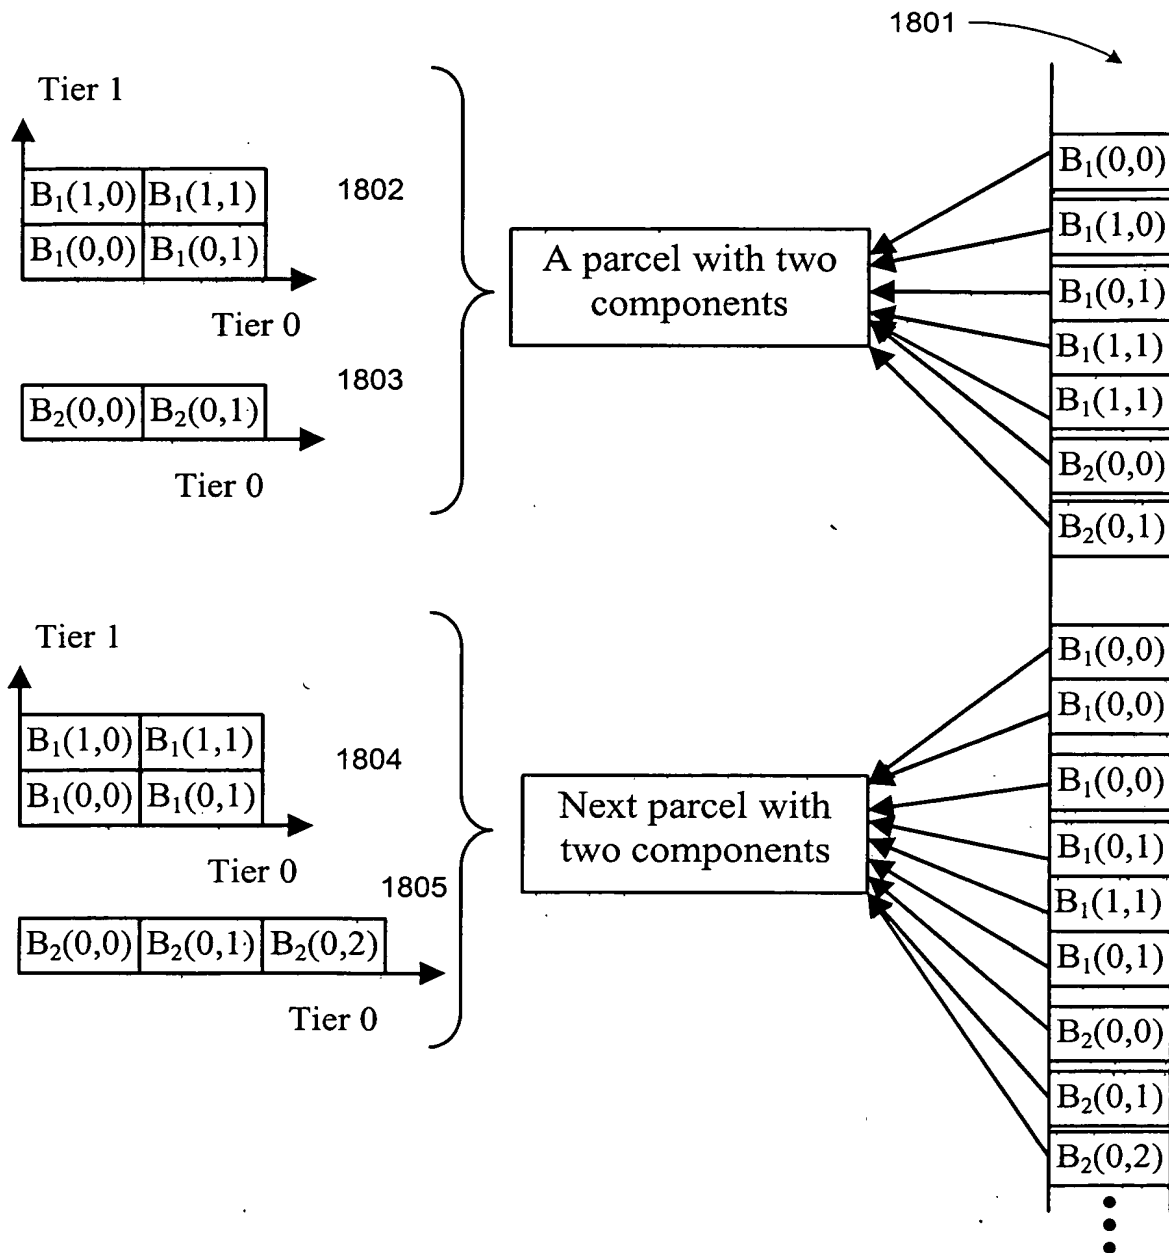 1801
Tier 1
B₁(1,0) B₁(1,1)
B₁(0,0) B₁(0,1)
Tier 0
1802
B₂(0,0) B₂(0,1)
Tier 0
1803
A parcel with two
components
B₁(0,0)
B₁(1,0)
B₁(0,1)
B₁(1,1)
B₁(1,1)
B₂(0,0)
B₂(0,1)
Tier 1
B₁(1,0) B₁(1,1)
B₁(0,0) B₁(0,1)
Tier 0
1804
1805
B₂(0,0) B₂(0,1) B₂(0,2)
Tier 0
Next parcel with
two components
B₁(0,0)
B₁(0,0)
B₁(0,0)
B₁(0,1)
B₁(1,1)
B₁(0,1)
B₂(0,0)
B₂(0,1)
B₂(0,2)